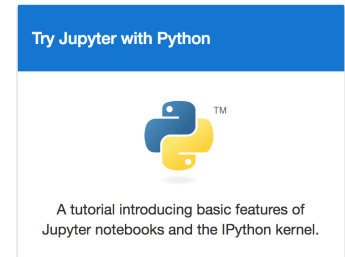 Try Jupyter with Python
TM
A tutorial introducing basic features of
Jupyter notebooks and the IPython kernel.